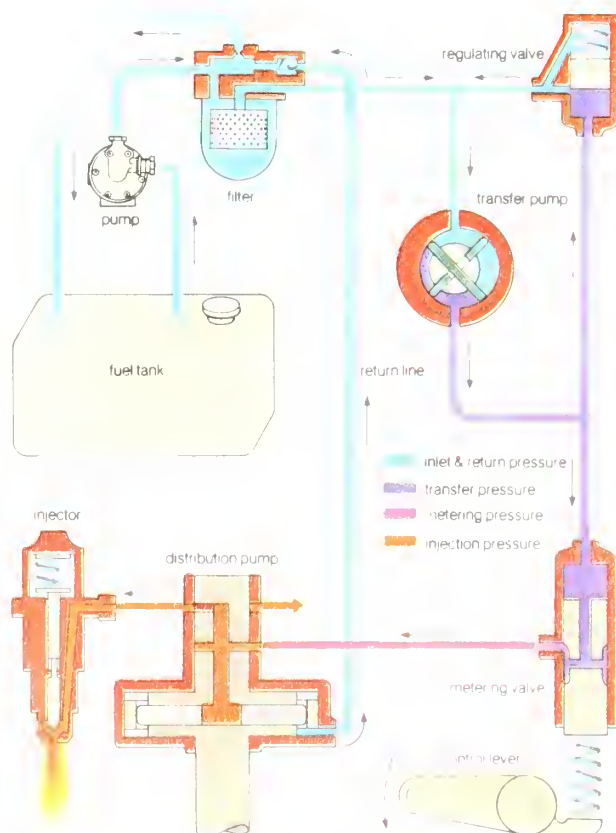 regulating valve
filter
pump
transfer pump
fuel tank
return line
inlet & return pressure
transfer pressure
metering pressure
injection pressure
injector
distribution pump
metering valve
lever